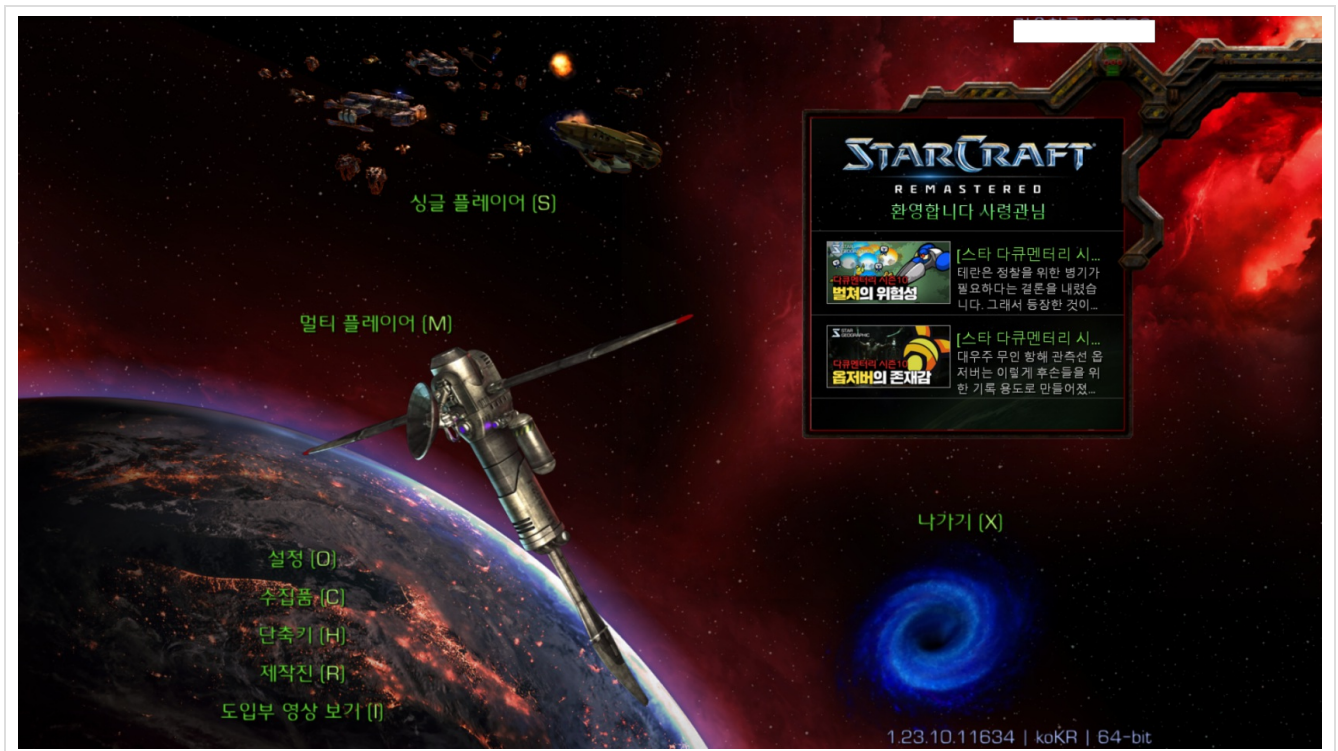 싱글 플레이어 (S)
멀티 플레이어 (M)
STARCRAFT
REMASTERED
환영합니다 사령관님
다큐멘터리 시즌10
벌쳐의 위험성
[스타 다큐멘터리 시...
테란은 정찰을 위한 병기가
필요하다는 결론을 내렸습
니다. 그래서 등장한 것이...
STAR
GEOGRAPHIC
다큐멘터리 시즌10
옵저버의 존재감
[스타 다큐멘터리 시...
대우주 무인 항해 관측선 옵
저버는 이렇게 후손들을 위
한 기록 용도로 만들어졌...
나가기 (X)
설정 (O)
수집품 (C)
단축키 (H)
제작진 (R)
도입부 영상 보기 (I)
1.23.10.11634 | koKR | 64-bit